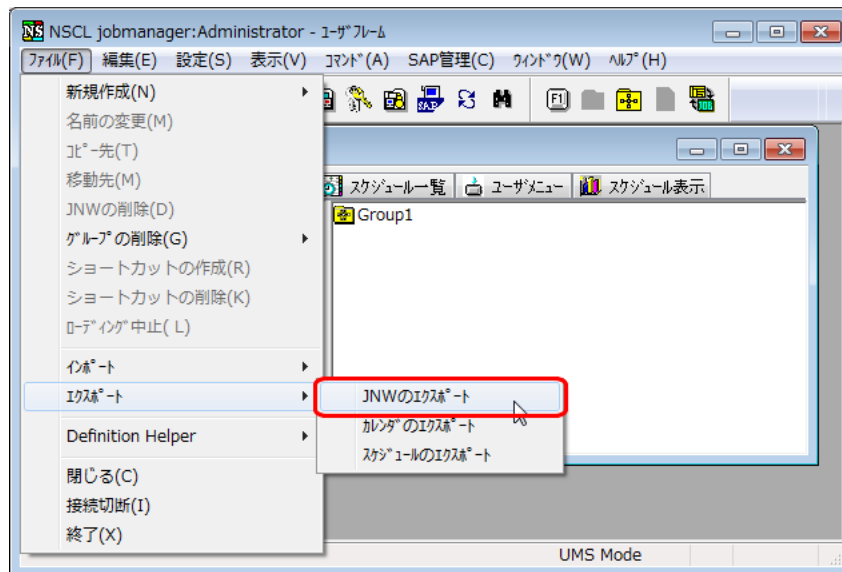 NS NSCL jobmanager:Administrator - ﾕｰｻﾞﾌﾚｰﾑ
ﾌｧｲﾙ(F) 編集(E) 設定(S) 表示(V) ｺﾏﾝﾄﾞ(A) SAP管理(C) ｳｨﾝﾄﾞｳ(W) ﾍﾙﾌﾟ(H)
SAP F1 JOB
新規作成(N)
名前の変更(M)
ｺﾋﾟｰ先(T)
移動先(M)
JNWの削除(D)
ｸﾞﾙｰﾌﾟの削除(G)
ショートカットの作成(R)
ショートカットの削除(K)
ﾛｰﾃﾞｨﾝｸﾞ中止( L)
ｲﾝﾎﾟｰﾄ
ｴｸｽﾎﾟｰﾄ
Definition Helper
閉じる(C)
接続切断(I)
終了(X)
スケジュール一覧 ユーザメニュー スケジュール表示
Group1
JNWのｴｸｽﾎﾟｰﾄ
ｶﾚﾝﾀﾞのｴｸｽﾎﾟｰﾄ
ｽｹｼﾞｭｰﾙのｴｸｽﾎﾟｰﾄ
UMS Mode